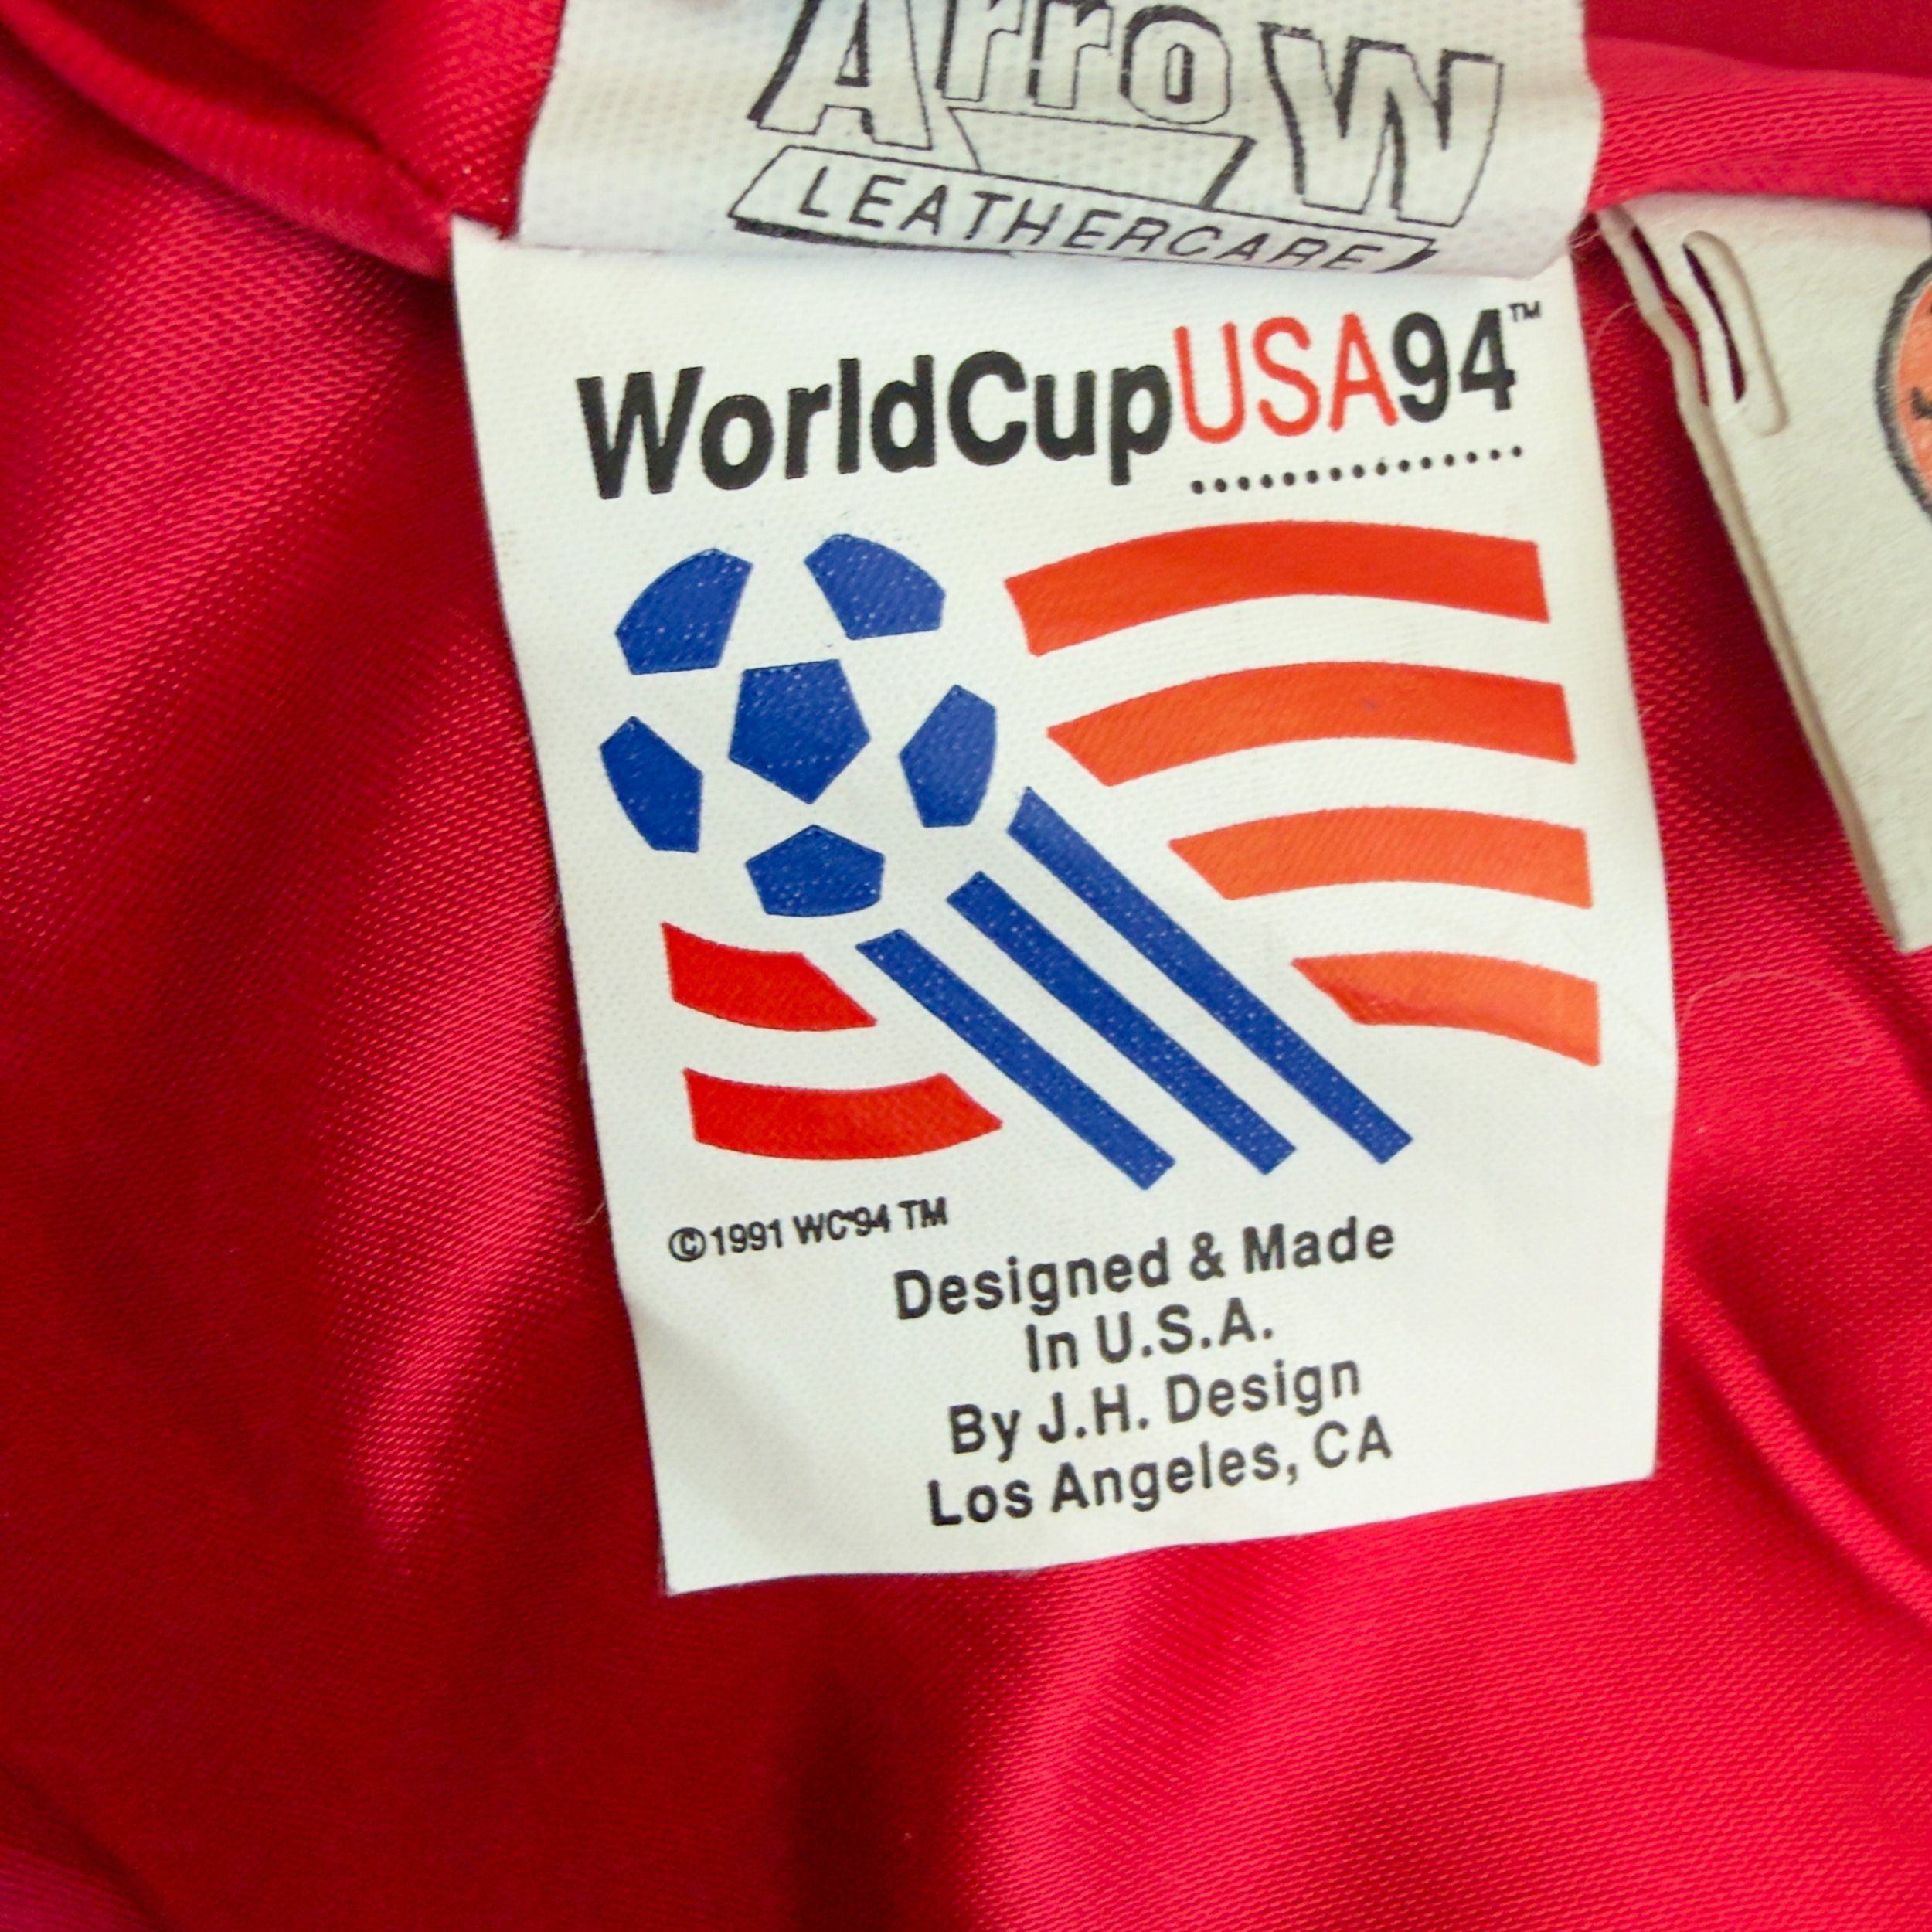 Arrow
LEATHERCARE
WorldCupUSA94™
©1991 WC'94 TM
Designed & Made
In U.S.A.
By J.H. Design
Los Angeles, CA